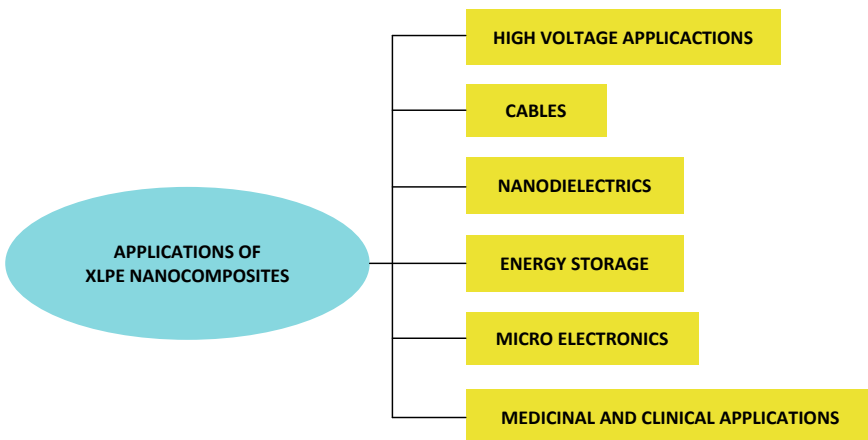 HIGH VOLTAGE APPLICACTIONS
CABLES
NANODIELECTRICS
APPLICATIONS OF
XLPE NANOCOMPOSITES
ENERGY STORAGE
MICRO ELECTRONICS
MEDICINAL AND CLINICAL APPLICATIONS